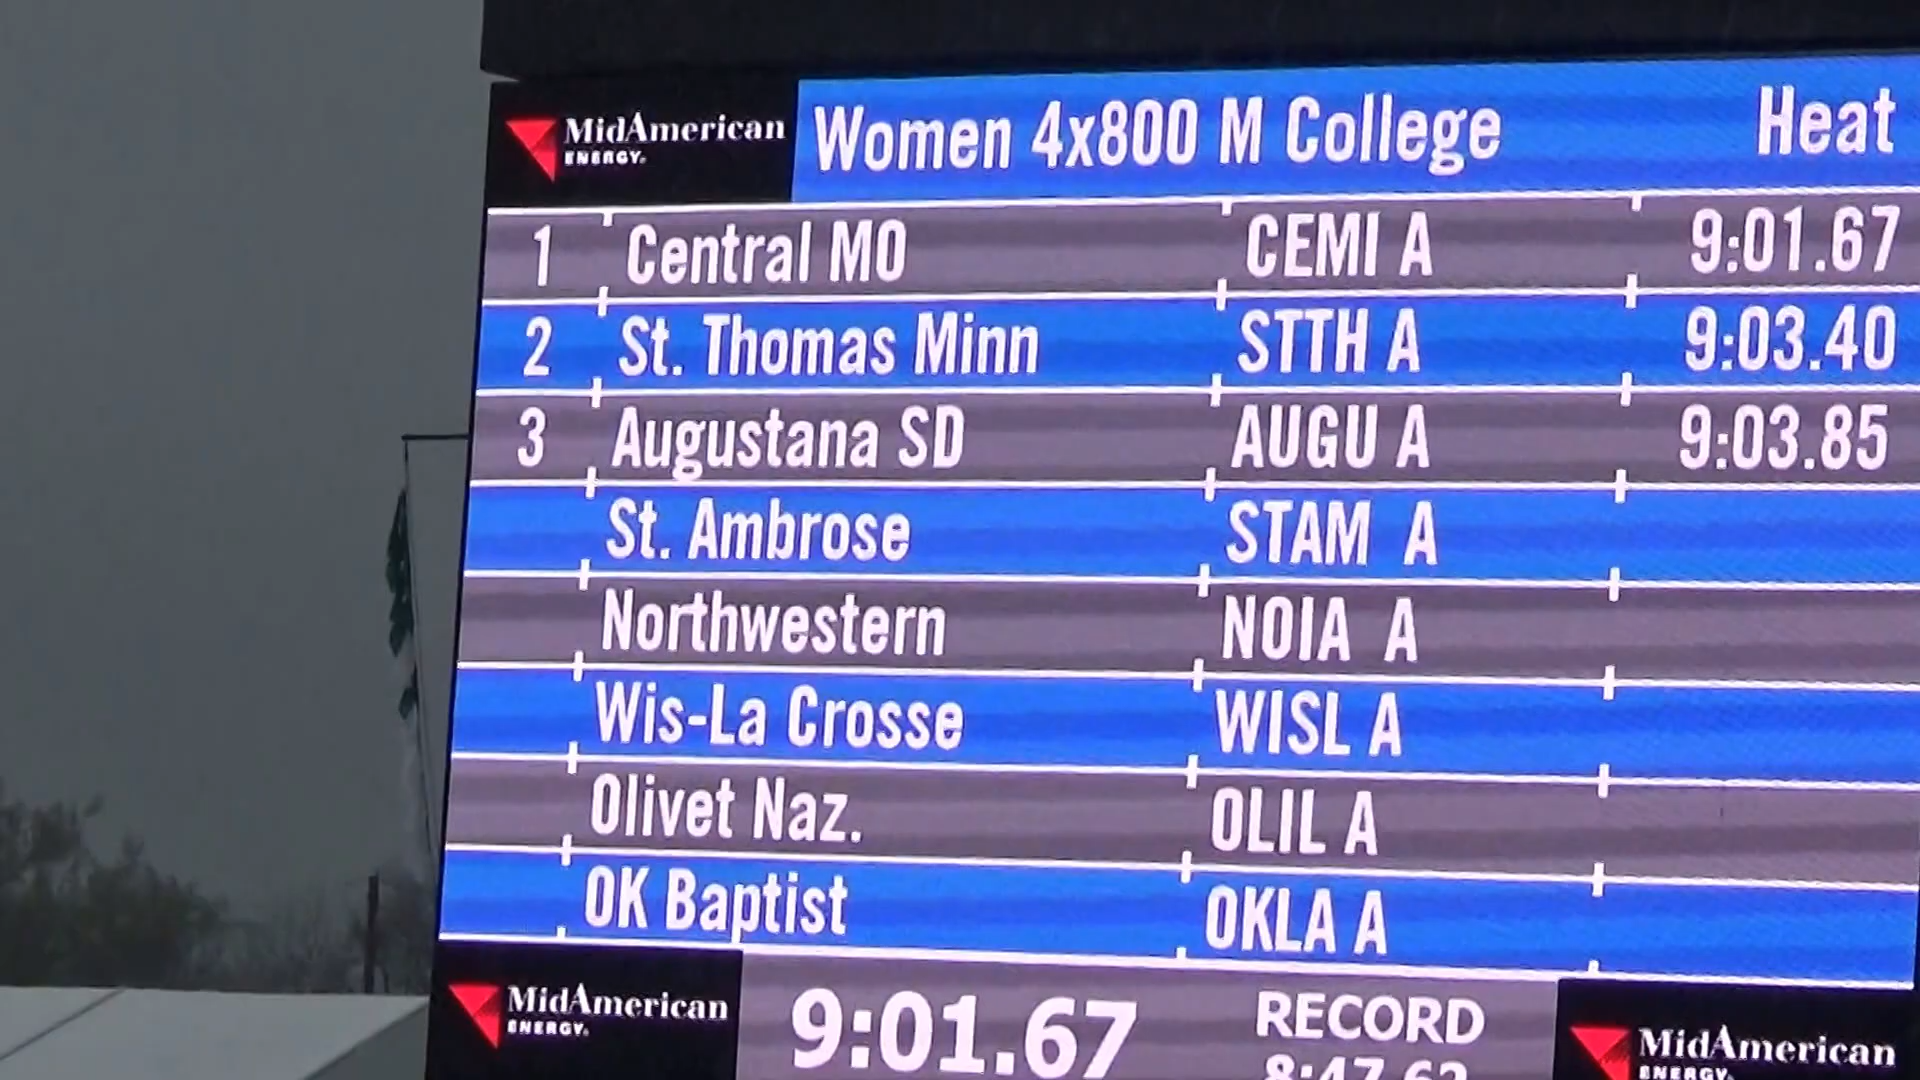 MidAmerican
ENERGY.
Women 4x800 M College Heat
1 Central MO CEMI A 9:01.67
2 St. Thomas Minn STTH A 9:03.40
3 Augustana SD AUGU A 9:03.85
St. Ambrose STAM A
Northwestern NOIA A
Wis-La Crosse WISL A
Olivet Naz. OLIL A
OK Baptist OKLA A
MidAmerican
ENERGY.
9:01.67
RECORD
MidAmerican
ENERGY.